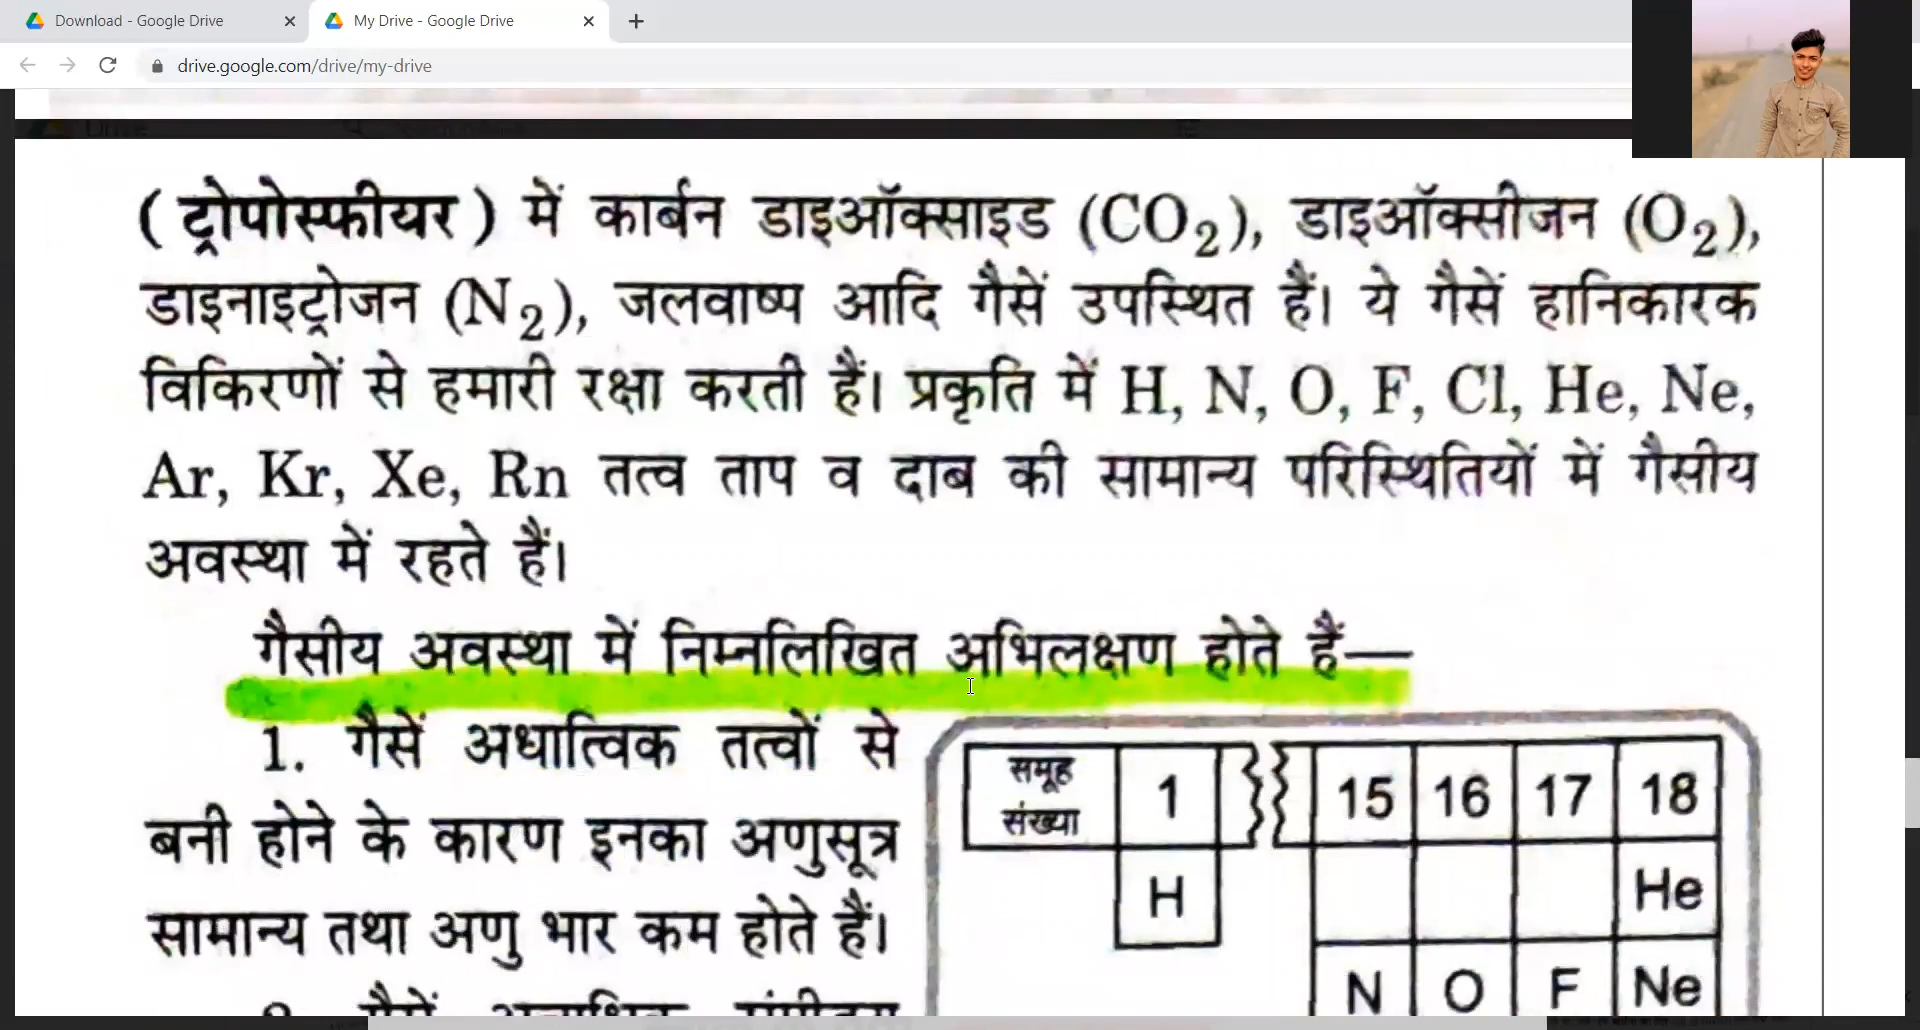 Download - Google Drive
My Drive - Google Drive
drive.google.com/drive/my-drive
( ट्रोपोस्फीयर ) में कार्बन डाइऑक्साइड (CO₂), डाइऑक्सीजन (O₂),
डाइनाइट्रोजन (N₂), जलवाष्प आदि गैसें उपस्थित हैं। ये गैसें हानिकारक
विकिरणों से हमारी रक्षा करती हैं। प्रकृति में H, N, O, F, Cl, He, Ne,
Ar, Kr, Xe, Rn तत्व ताप व दाब की सामान्य परिस्थितियों में गैसीय
अवस्था में रहते हैं।
गैसीय अवस्था में निम्नलिखित अभिलक्षण होते हैं—
1. गैसें अधात्विक तत्वों से
बनी होने के कारण इनका अणुसूत्र
सामान्य तथा अणु भार कम होते हैं।
समूह संख्या 1 15 16 17 18
H He
N O F Ne